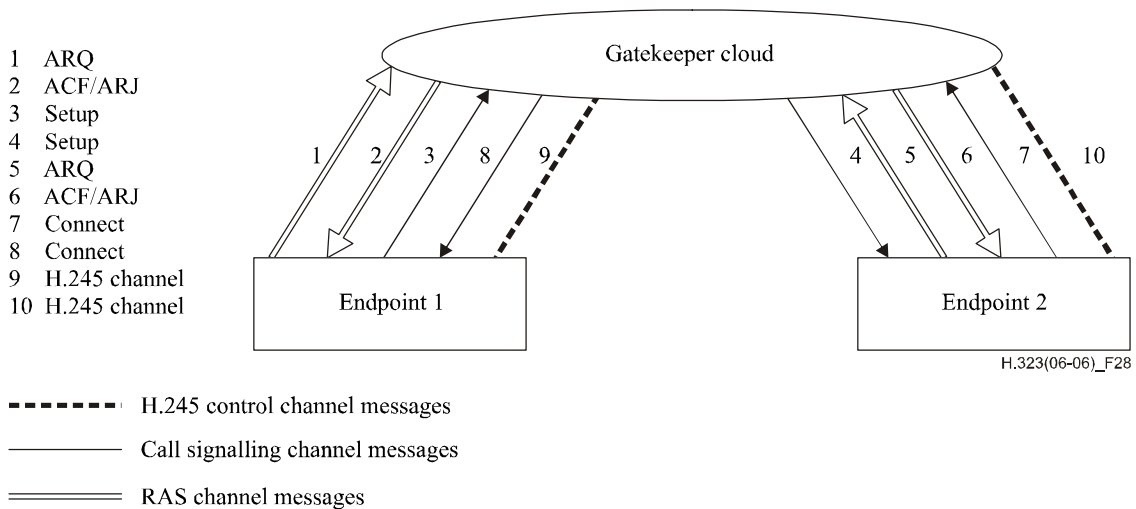 Gatekeeper cloud
1 ARQ
2 ACF/ARJ
3 Setup
4 Setup
5 ARQ
6 ACF/ARJ
7 Connect
8 Connect
9 H.245 channel
10 H.245 channel
1 2 3 8 9 4 5 6 7 10
Endpoint 1
Endpoint 2
H.323(06-06)_F28
H.245 control channel messages
Call signalling channel messages
RAS channel messages